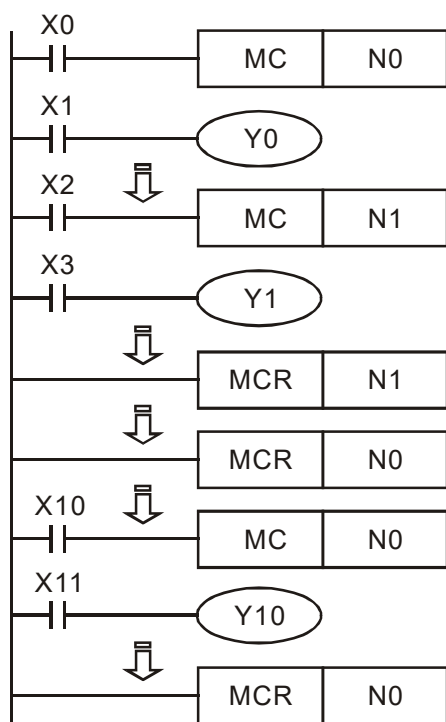 X0
MC N0
X1
Y0
X2
MC N1
X3
Y1
MCR N1
MCR N0
X10
MC N0
X11
Y10
MCR N0